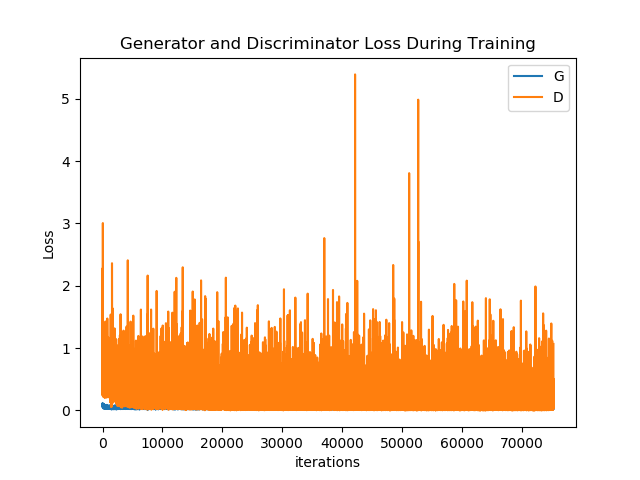 Generator and Discriminator Loss During Training
G
D
5
4
3
2
1
0
Loss
0 10000 20000 30000 40000 50000 60000 70000
iterations